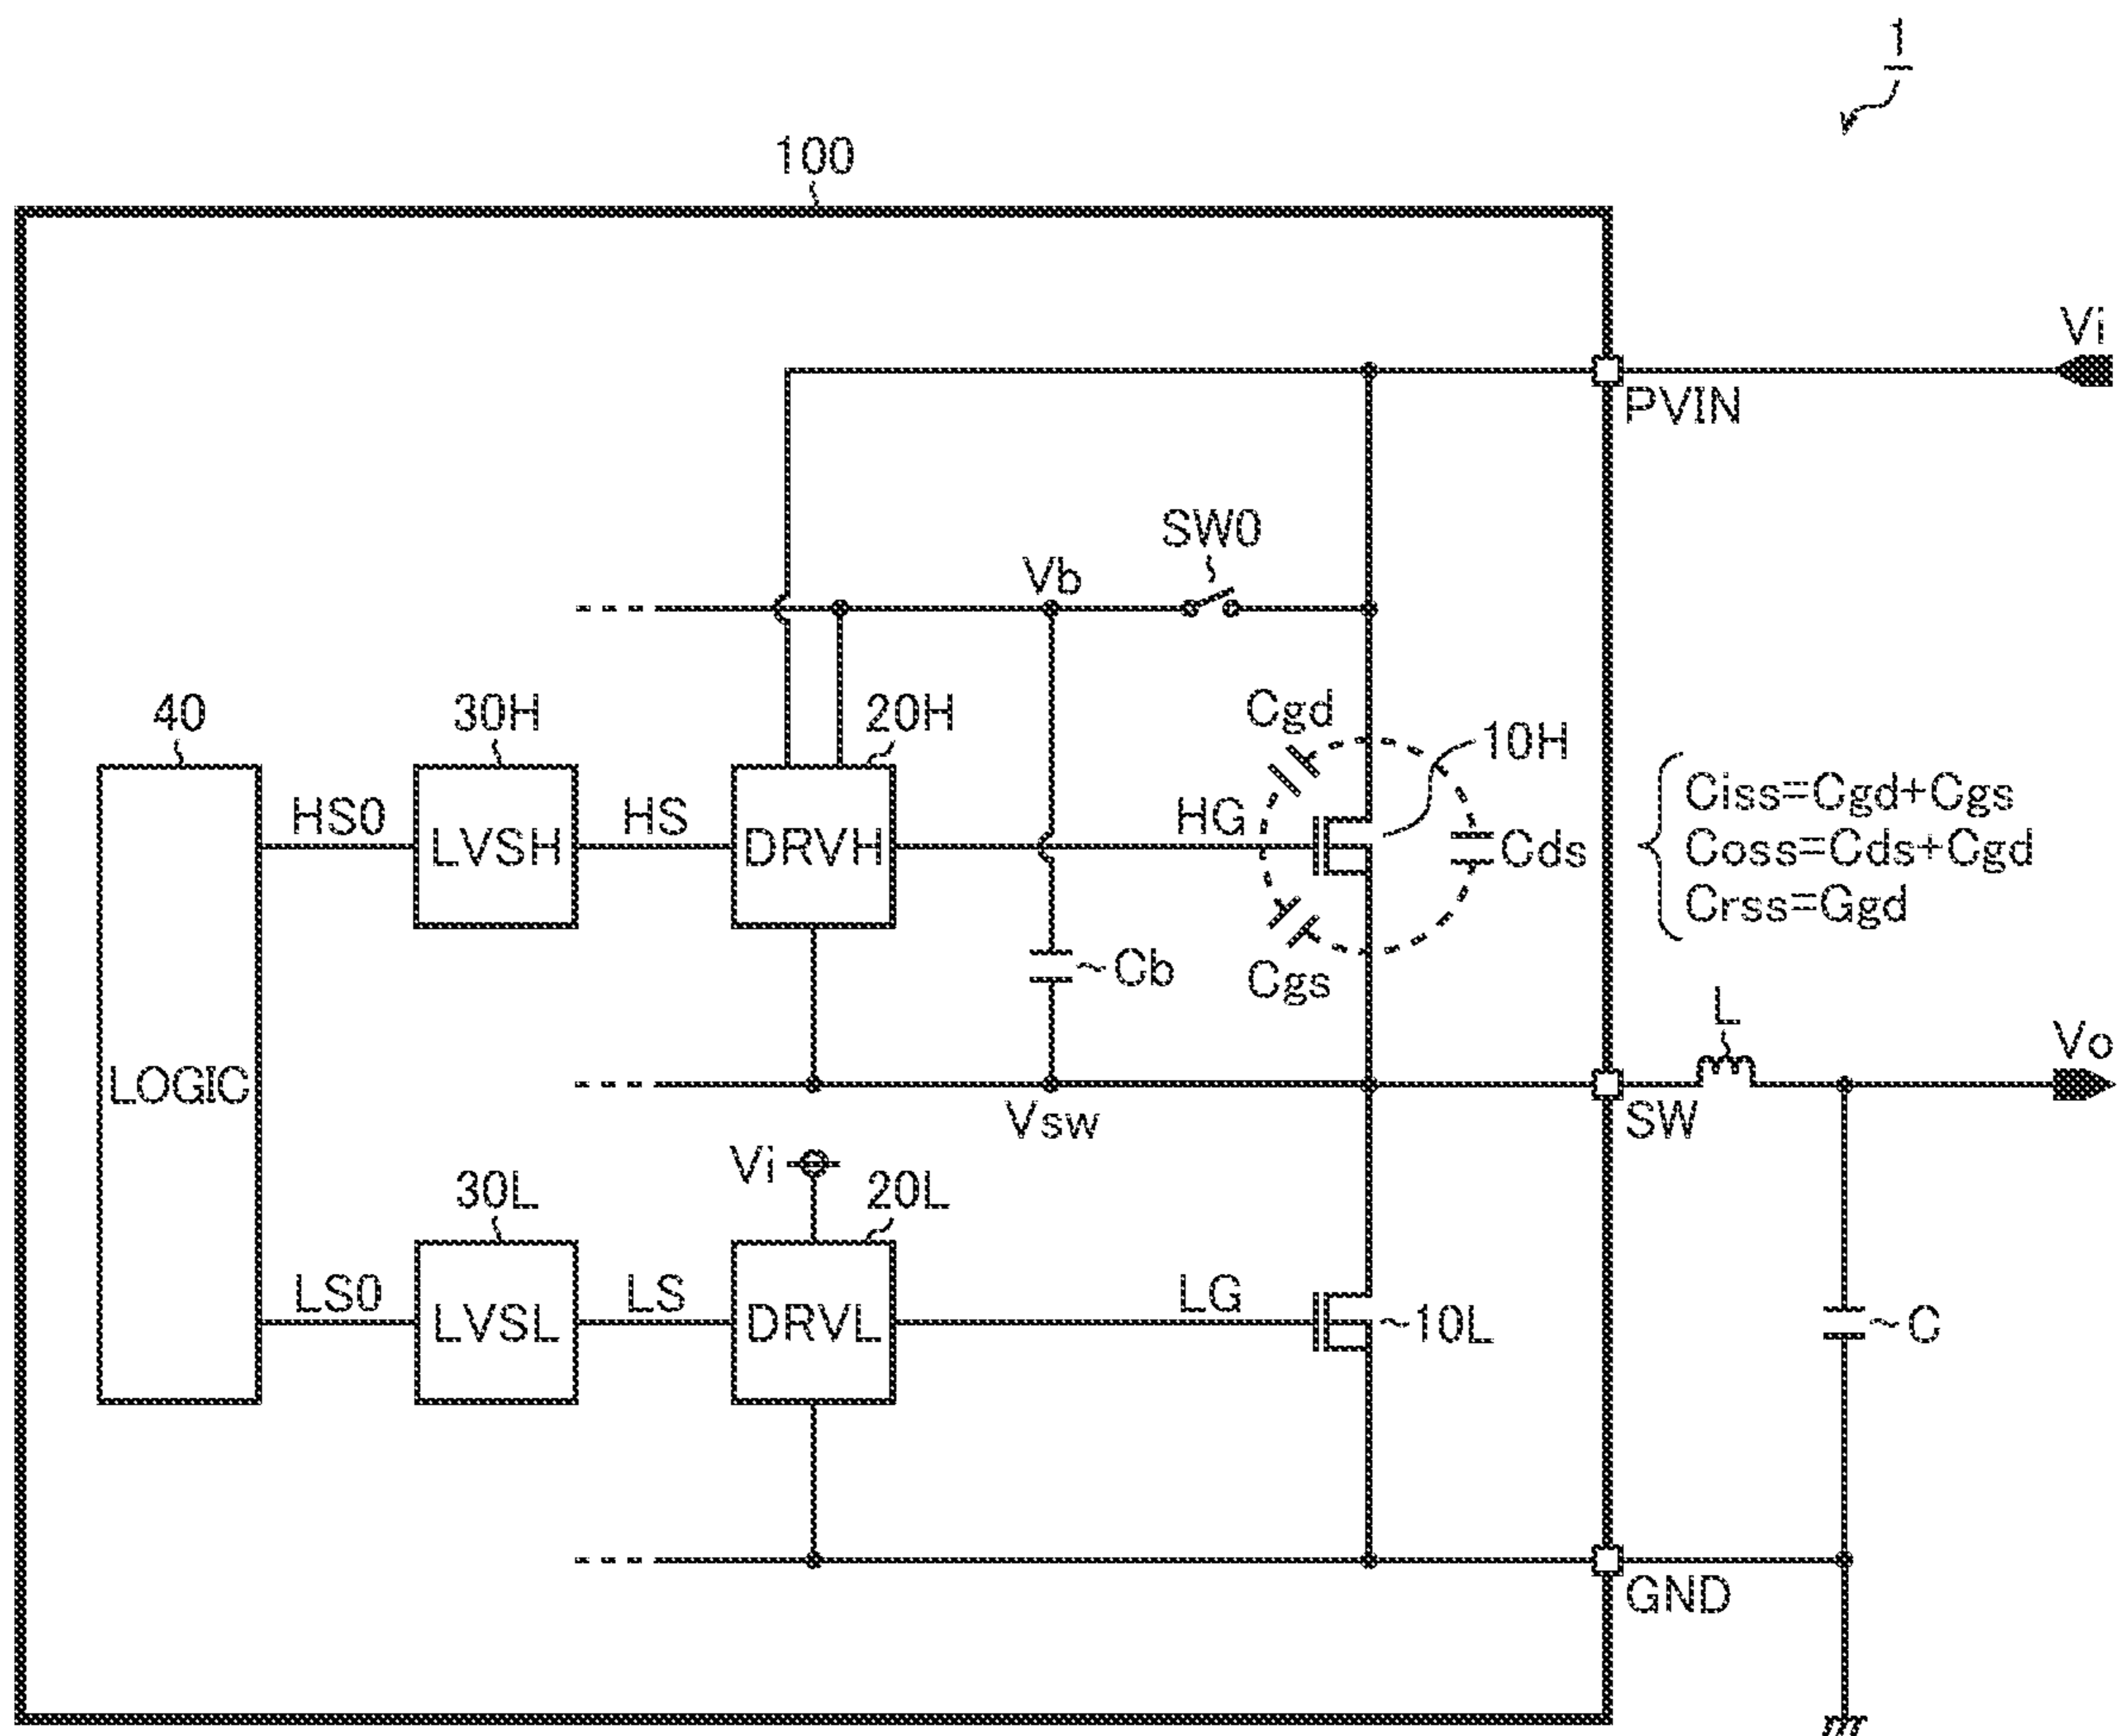 1
100
Vi
PVIN
SW0
Vb
40
30H
20H
Cgd
10H
HS0
LVSH
HS
DRVH
HG
Cds
Ciss=Cgd+Cgs
Coss=Cds+Cgd
Crss=Ggd
Cb
Cgs
L
Vo
LOGIC
Vsw
SW
Vi
30L
20L
LS0
LVSL
LS
DRVL
LG
10L
C
GND